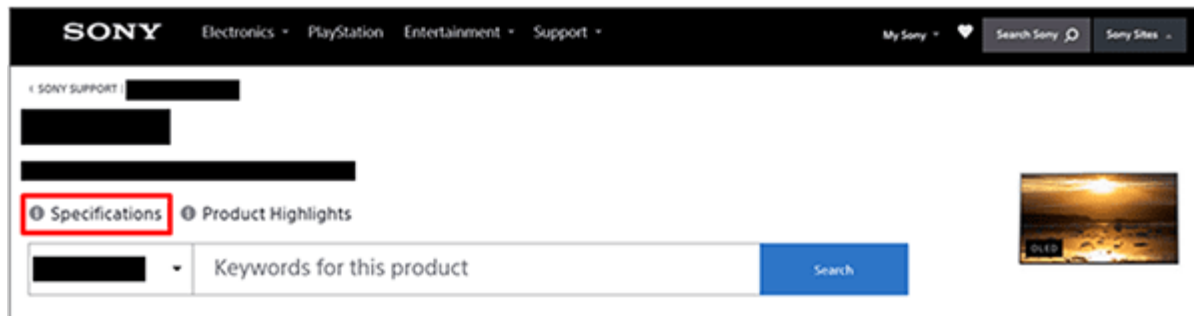 SONY Electronics PlayStation Entertainment Support My Sony Search Sony Sony Sites
‹ SONY SUPPORT |
Specifications Product Highlights
OLED
Keywords for this product Search